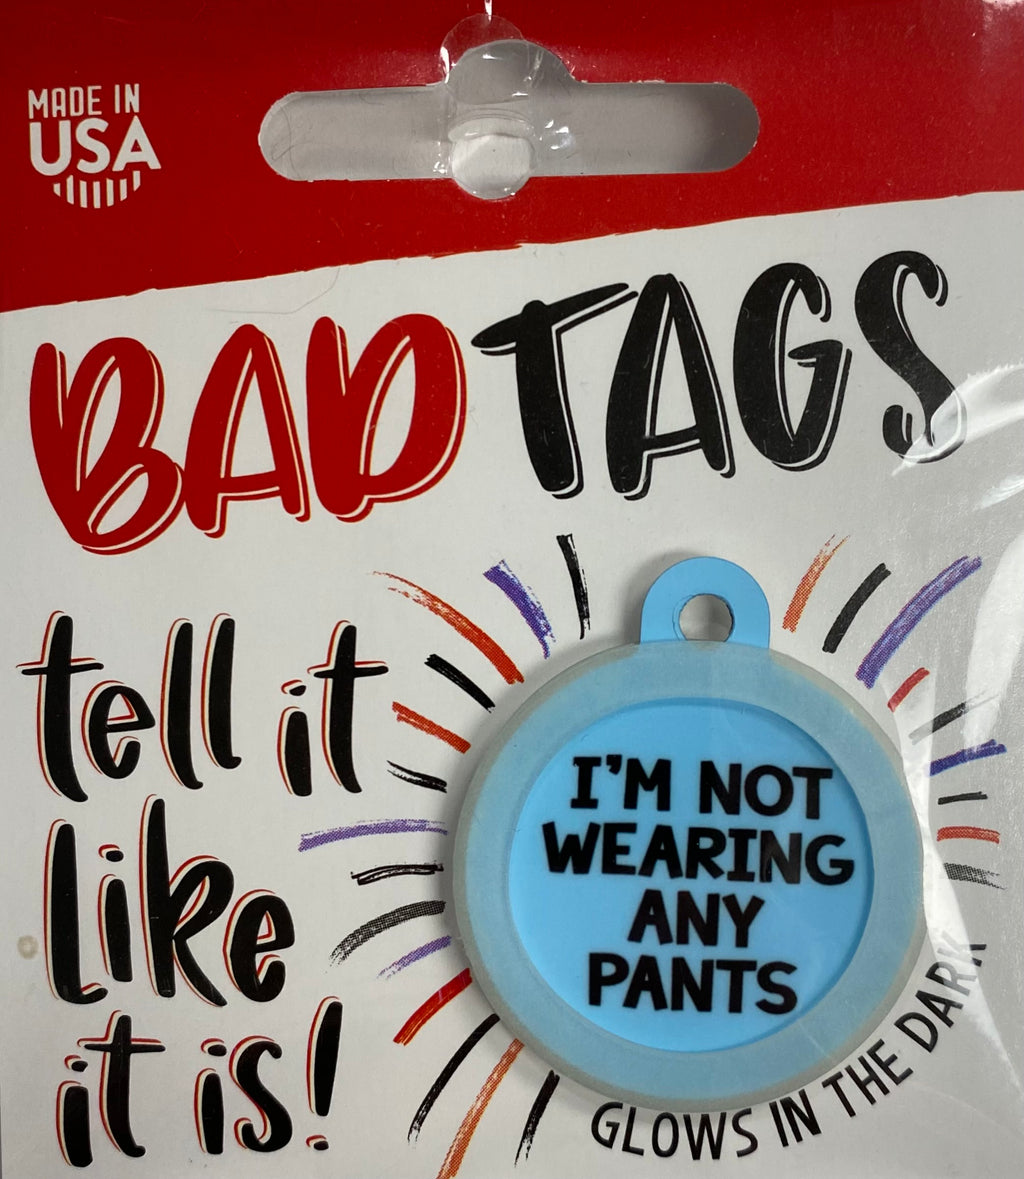 MADE IN
USA
BAD TAGS
tell it
like
it is!
I'M NOT
WEARING
ANY
PANTS
GLOWS IN THE DARK